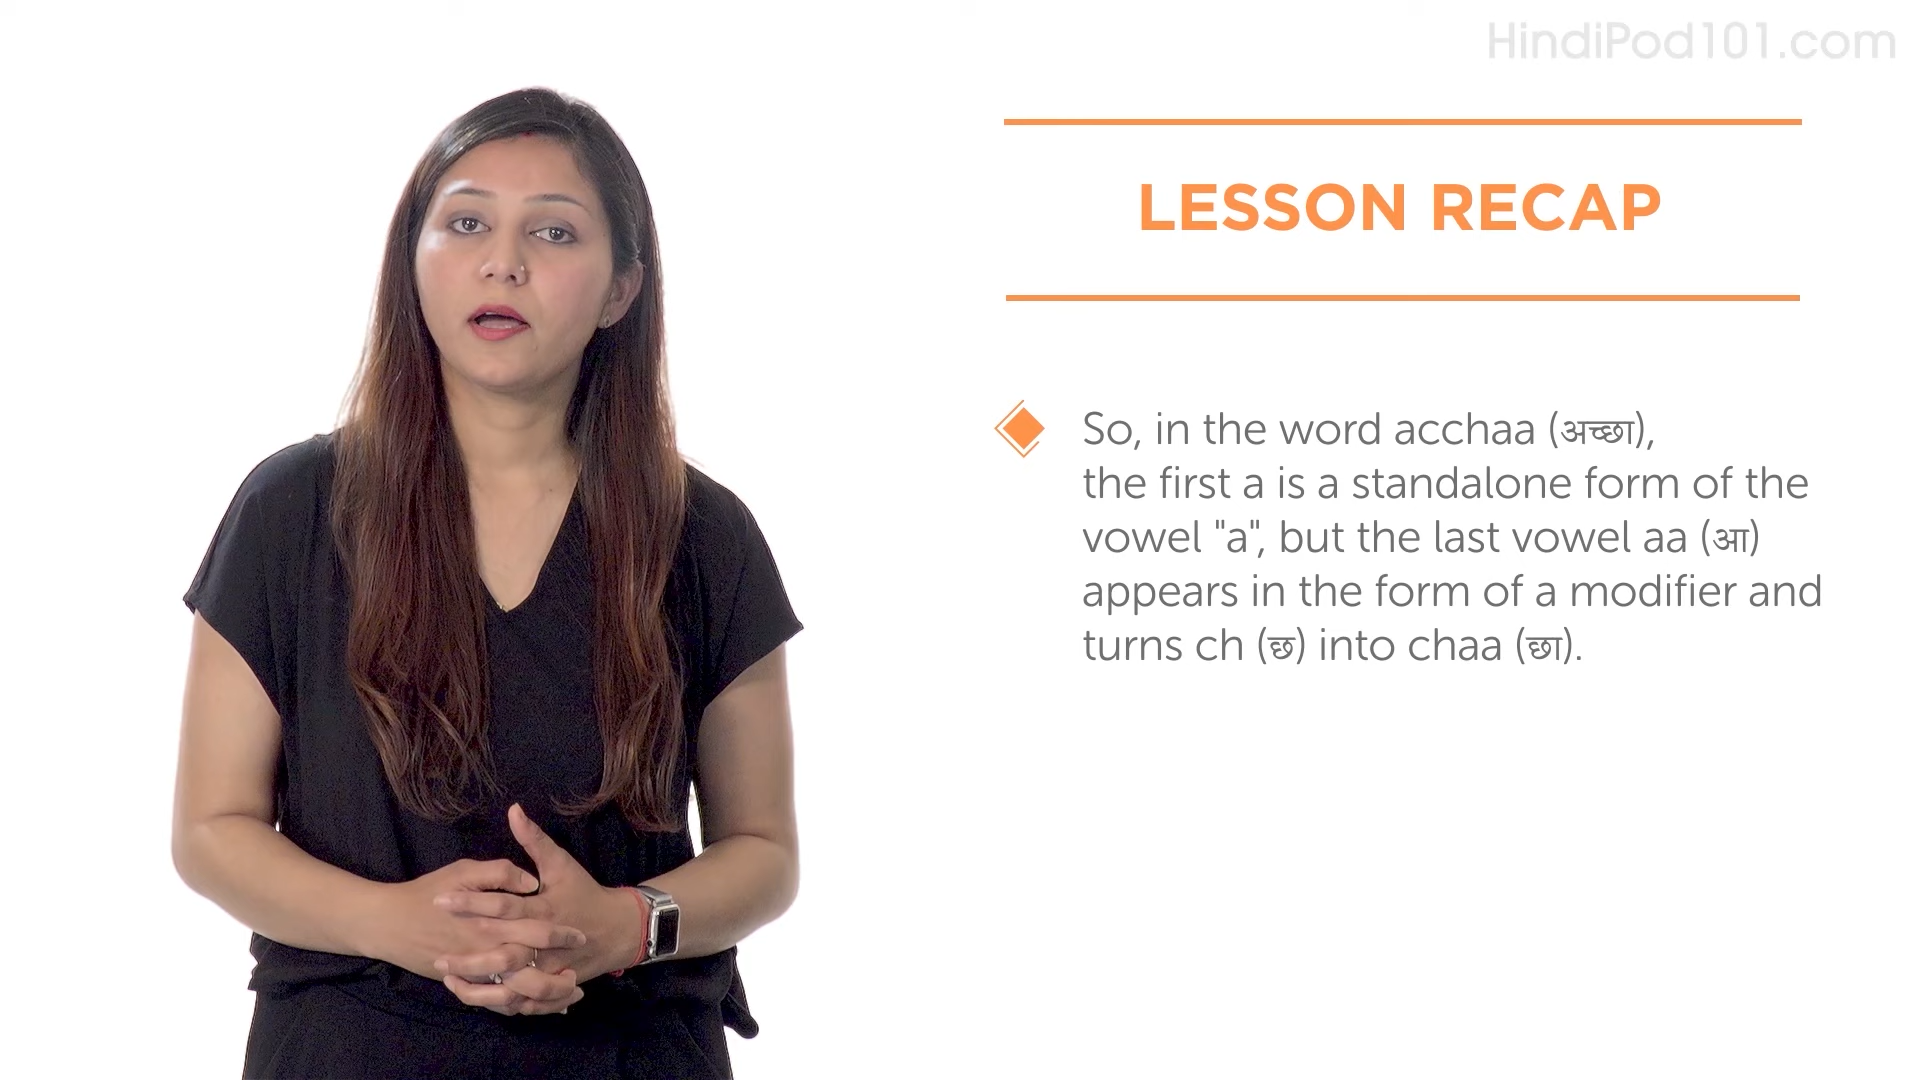 HindiPod101.com
LESSON RECAP
So, in the word acchaa (अच्छा),
the first a is a standalone form of the
vowel "a", but the last vowel aa (आ)
appears in the form of a modifier and
turns ch (छ) into chaa (छा).